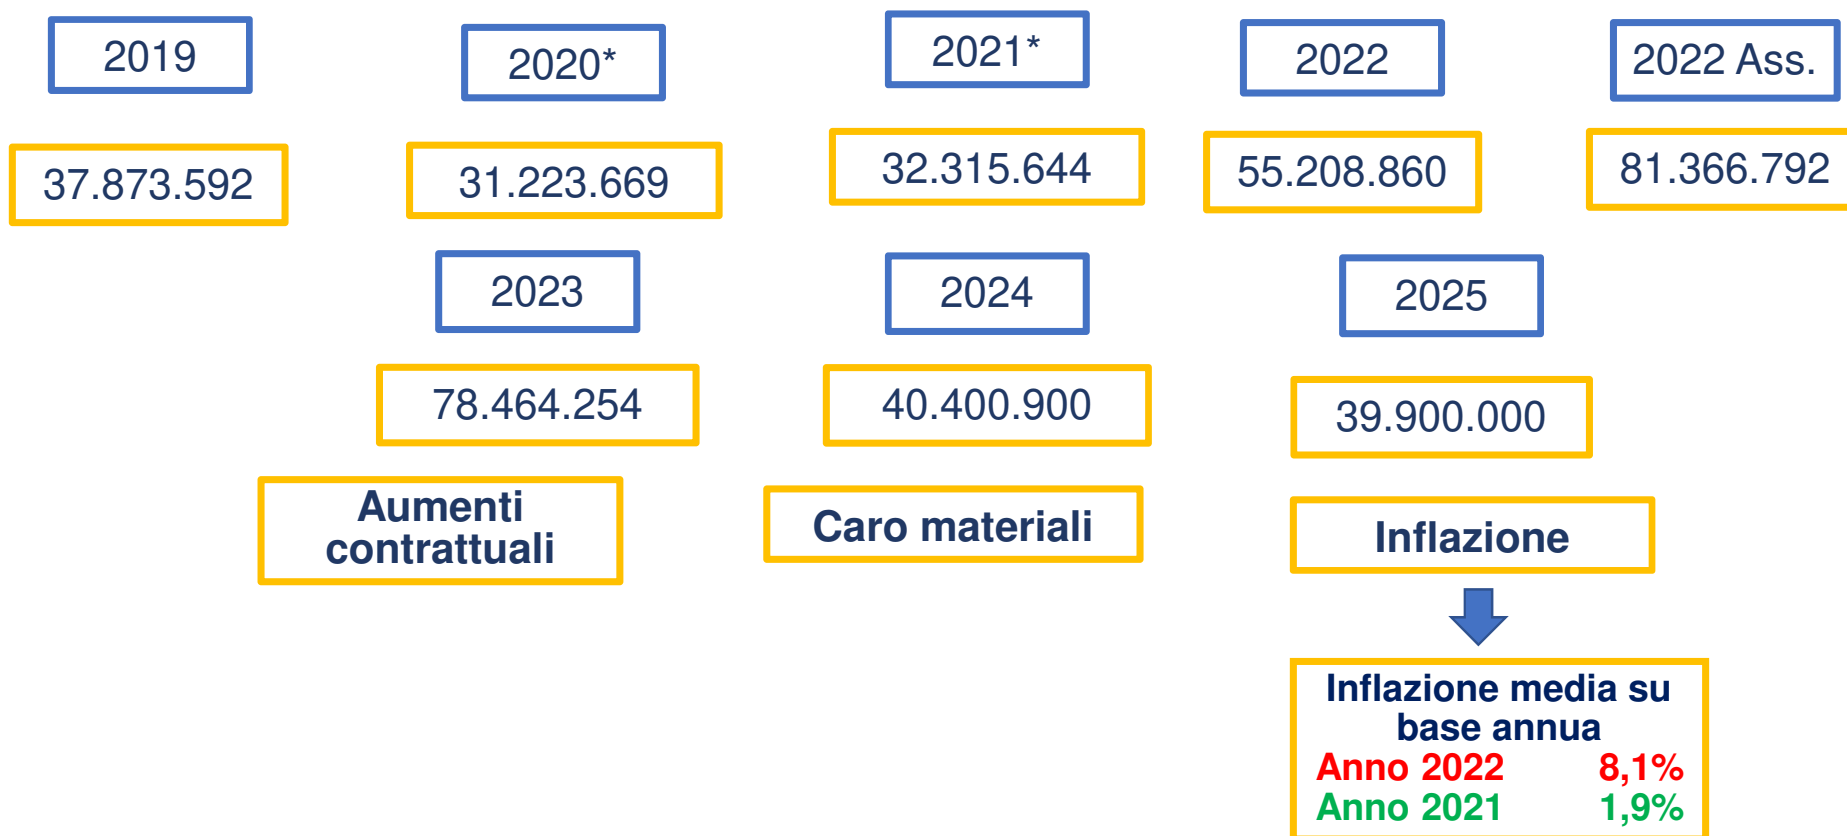 2019
2020*
2021*
2022
2022 Ass.
37.873.592
31.223.669
32.315.644
55.208.860
81.366.792
2023
2024
2025
78.464.254
40.400.900
39.900.000
Aumenti
contrattuali
Caro materiali
Inflazione
Inflazione media su
base annua
Anno 2022 8,1%
Anno 2021 1,9%